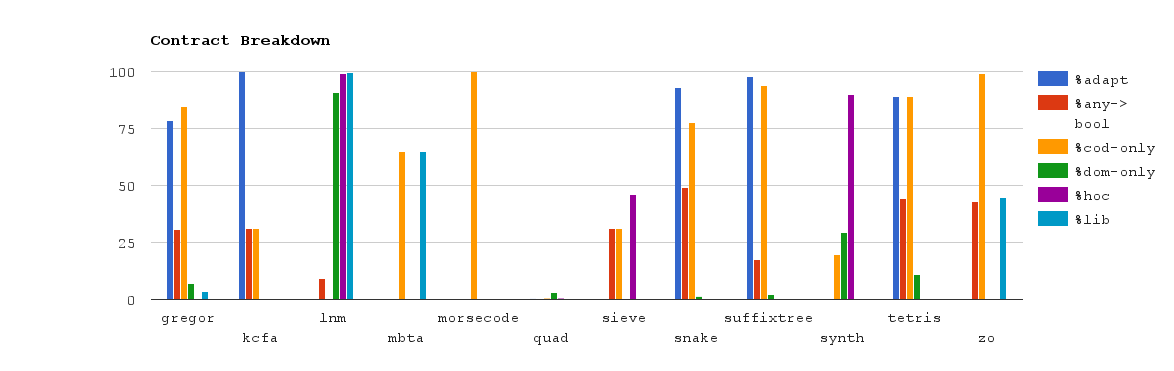 Contract Breakdown
100
75
50
25
0
gregor
kcfa
lnm
mbta
morsecode
quad
sieve
snake
suffixtree
synth
tetris
zo
%adapt
%any->
bool
%cod-only
%dom-only
%hoc
%lib